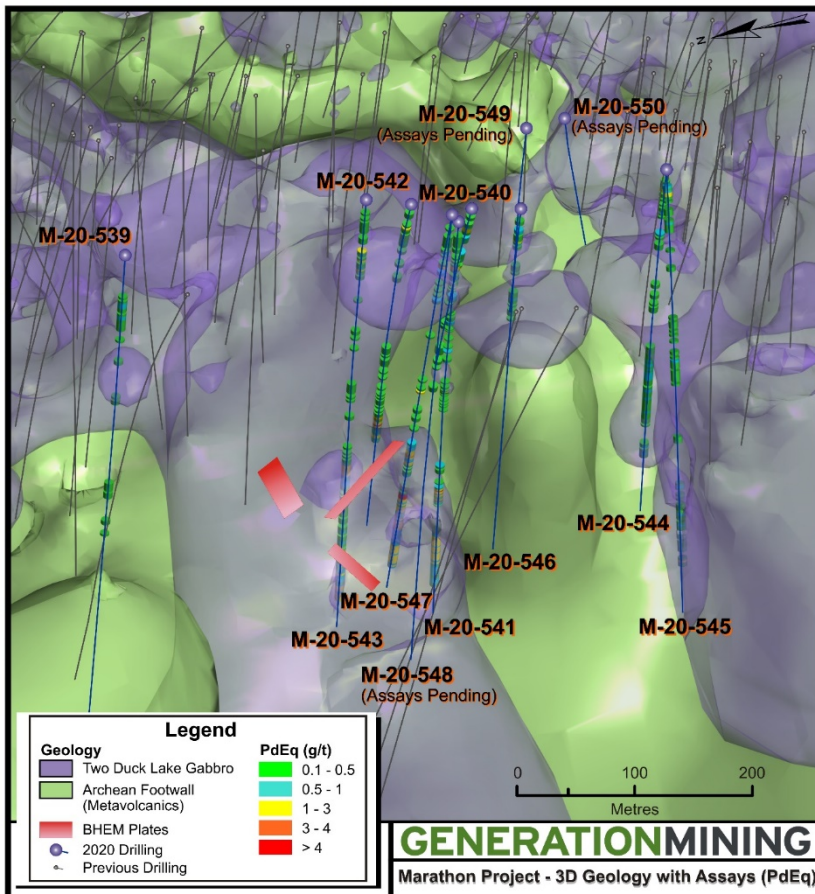 N
M-20-549
(Assays Pending)
M-20-550
(Assays Pending)
M-20-542
M-20-540
M-20-539
M-20-544
M-20-546
M-20-547
M-20-543
M-20-541
M-20-545
M-20-548
(Assays Pending)
Legend
Geology
Two Duck Lake Gabbro
Archean Footwall
(Metavolcanics)
BHEM Plates
2020 Drilling
Previous Drilling
PdEq (g/t)
0.1 - 0.5
0.5 - 1
1 - 3
3 - 4
> 4
0 100 200
Metres
GENERATIONMINING
Marathon Project - 3D Geology with Assays (PdEq)